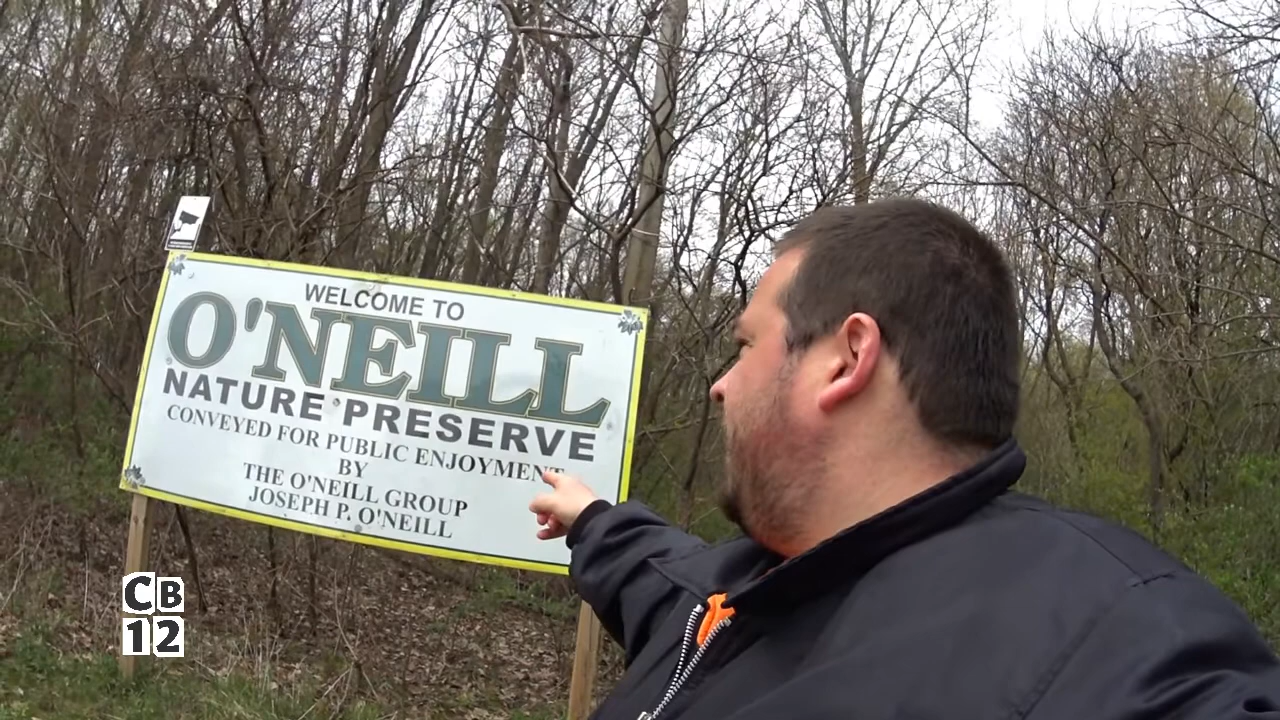 WELCOME TO
O'NEILL
NATURE PRESERVE
CONVEYED FOR PUBLIC ENJOYMENT
BY
THE O'NEILL GROUP
JOSEPH P. O'NEILL
CB
12